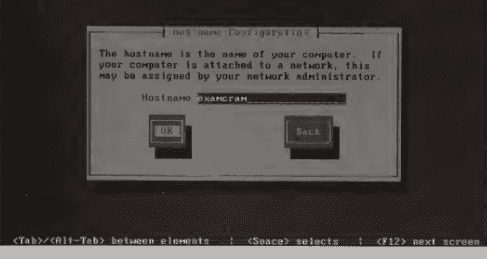 Hostname Configuration
The hostname is the name of your computer. If
your computer is attached to a network, this
may be assigned by your network administrator.
Hostname examcram_
OK Back
<Tab>/<Alt-Tab> between elements | <Space> selects | <F12> next screen